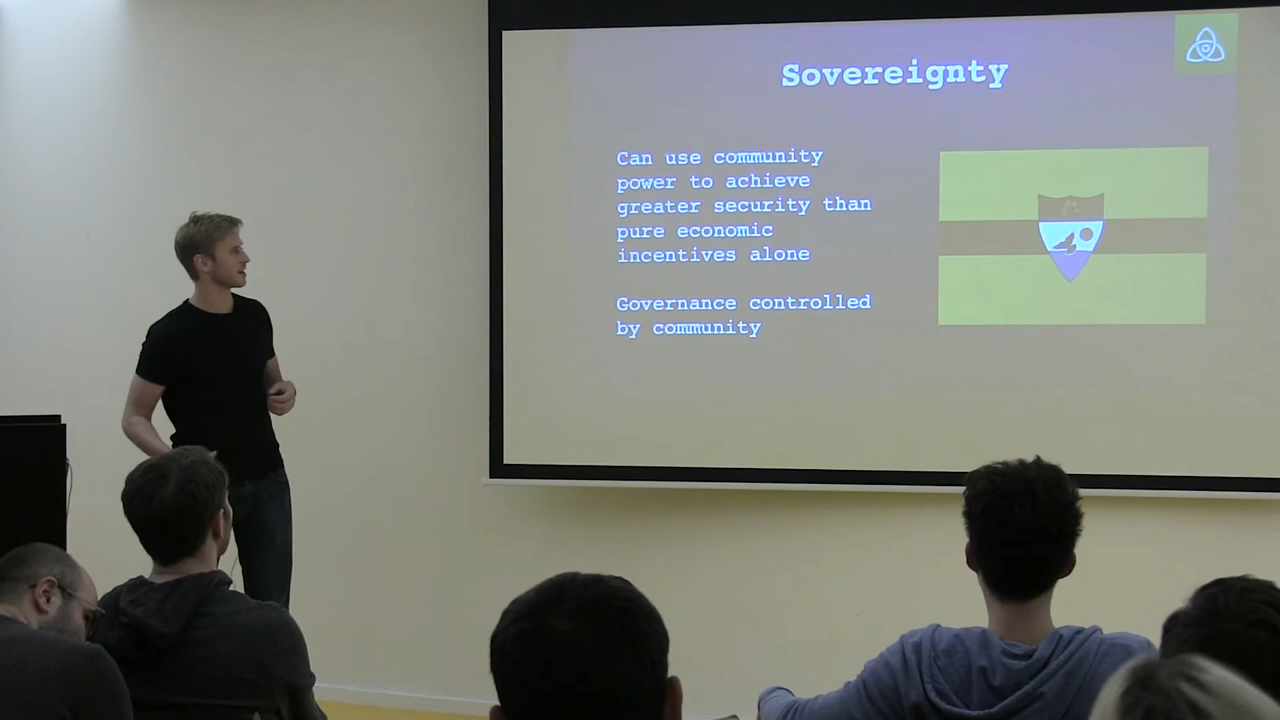 Sovereignty
Can use community
power to achieve
greater security than
pure economic
incentives alone
Governance controlled
by community